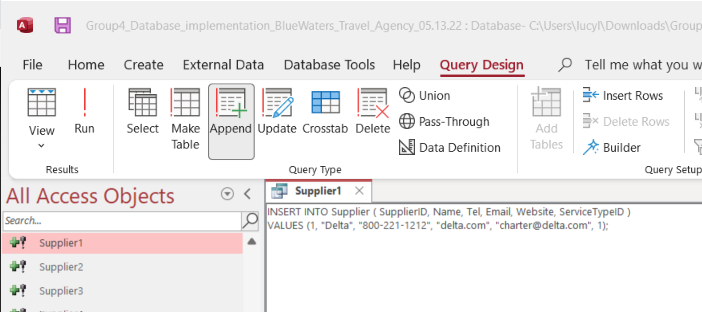 Group4_Database_implementation_BlueWaters_Travel_Agency_05.13.22 : Database- C:\Users\lucyl\Downloads\Group
File Home Create External Data Database Tools Help Query Design Tell me what you w
View Run Select Make Table Append Update Crosstab Delete
Union
Pass-Through
Data Definition
Add Tables
Insert Rows
Delete Rows
Builder
Results Query Type Query Setup
All Access Objects
Search...
Supplier1
Supplier2
Supplier3
Supplier1
INSERT INTO Supplier ( SupplierID, Name, Tel, Email, Website, ServiceTypeID )
VALUES (1, "Delta", "800-221-1212", "delta.com", "charter@delta.com", 1);